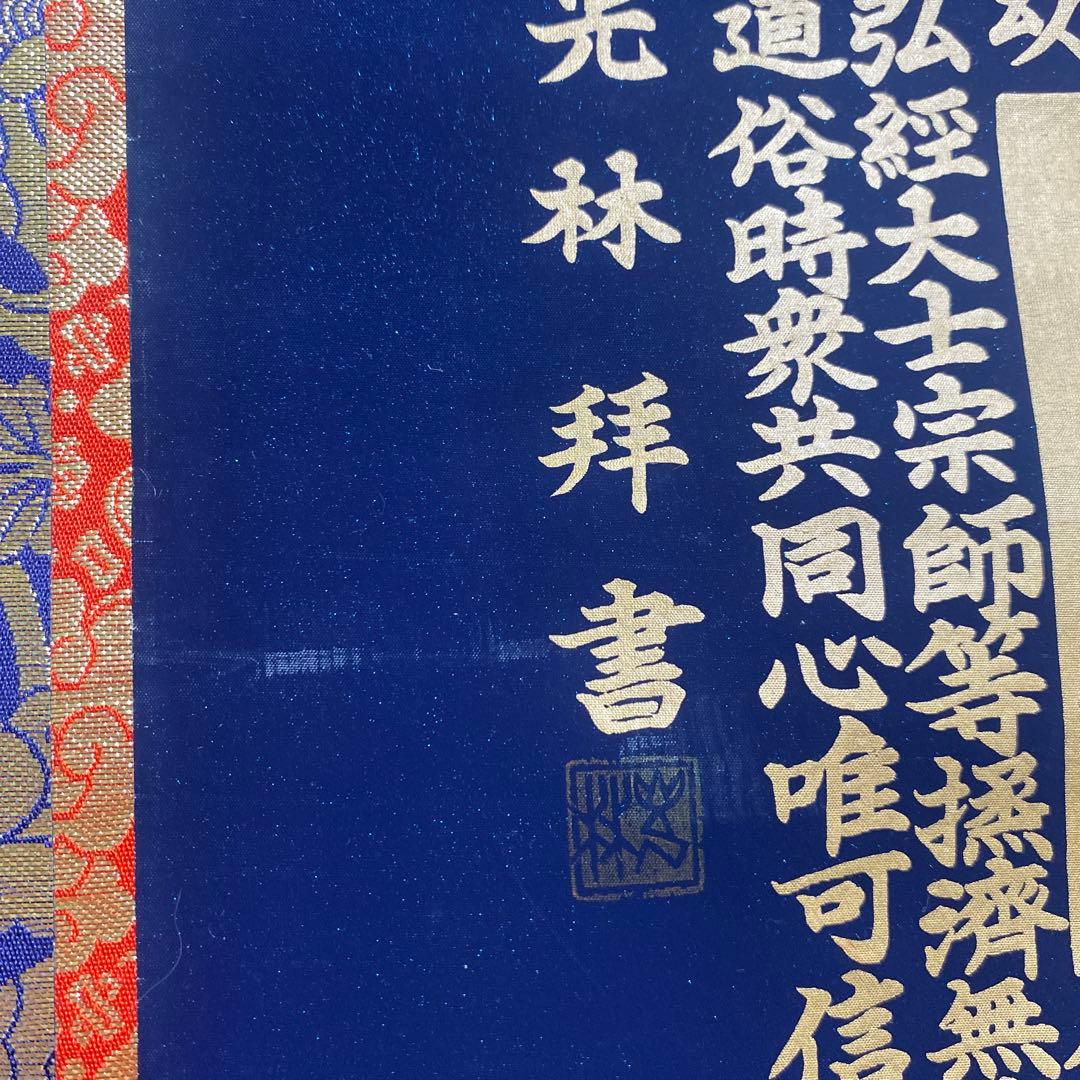 弘經大士宗師等拯濟無
道俗時衆共同心唯可信
光林拜書